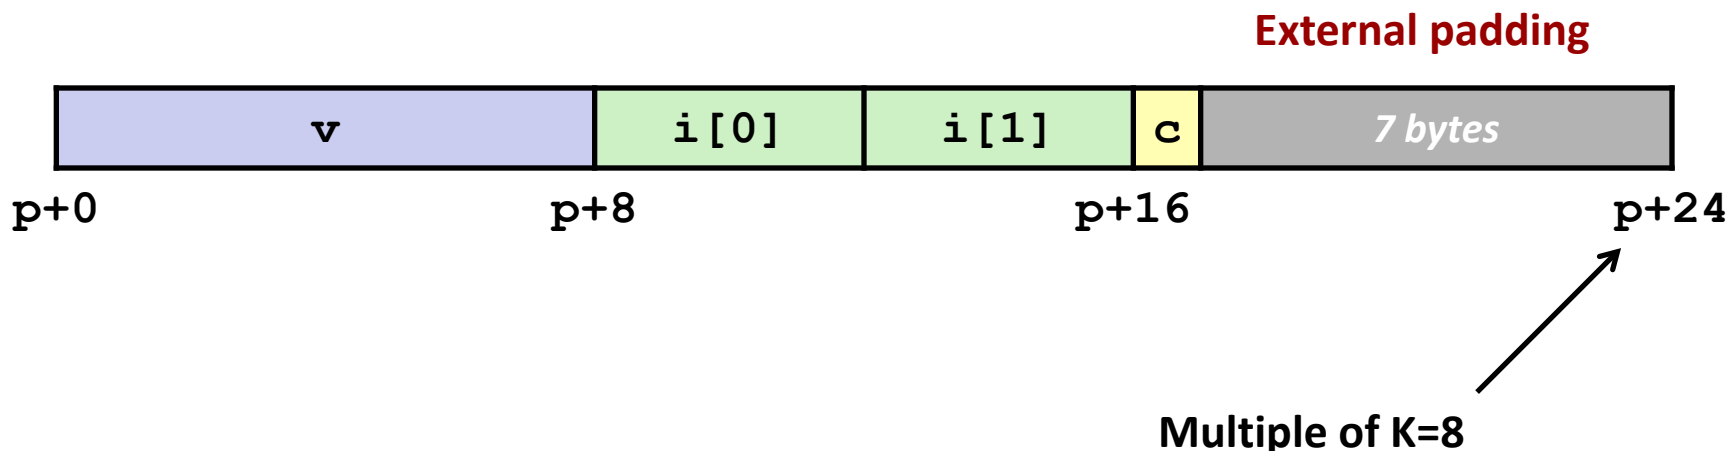 External padding
v i[0] i[1] c 7 bytes
p+0 p+8 p+16 p+24
Multiple of K=8